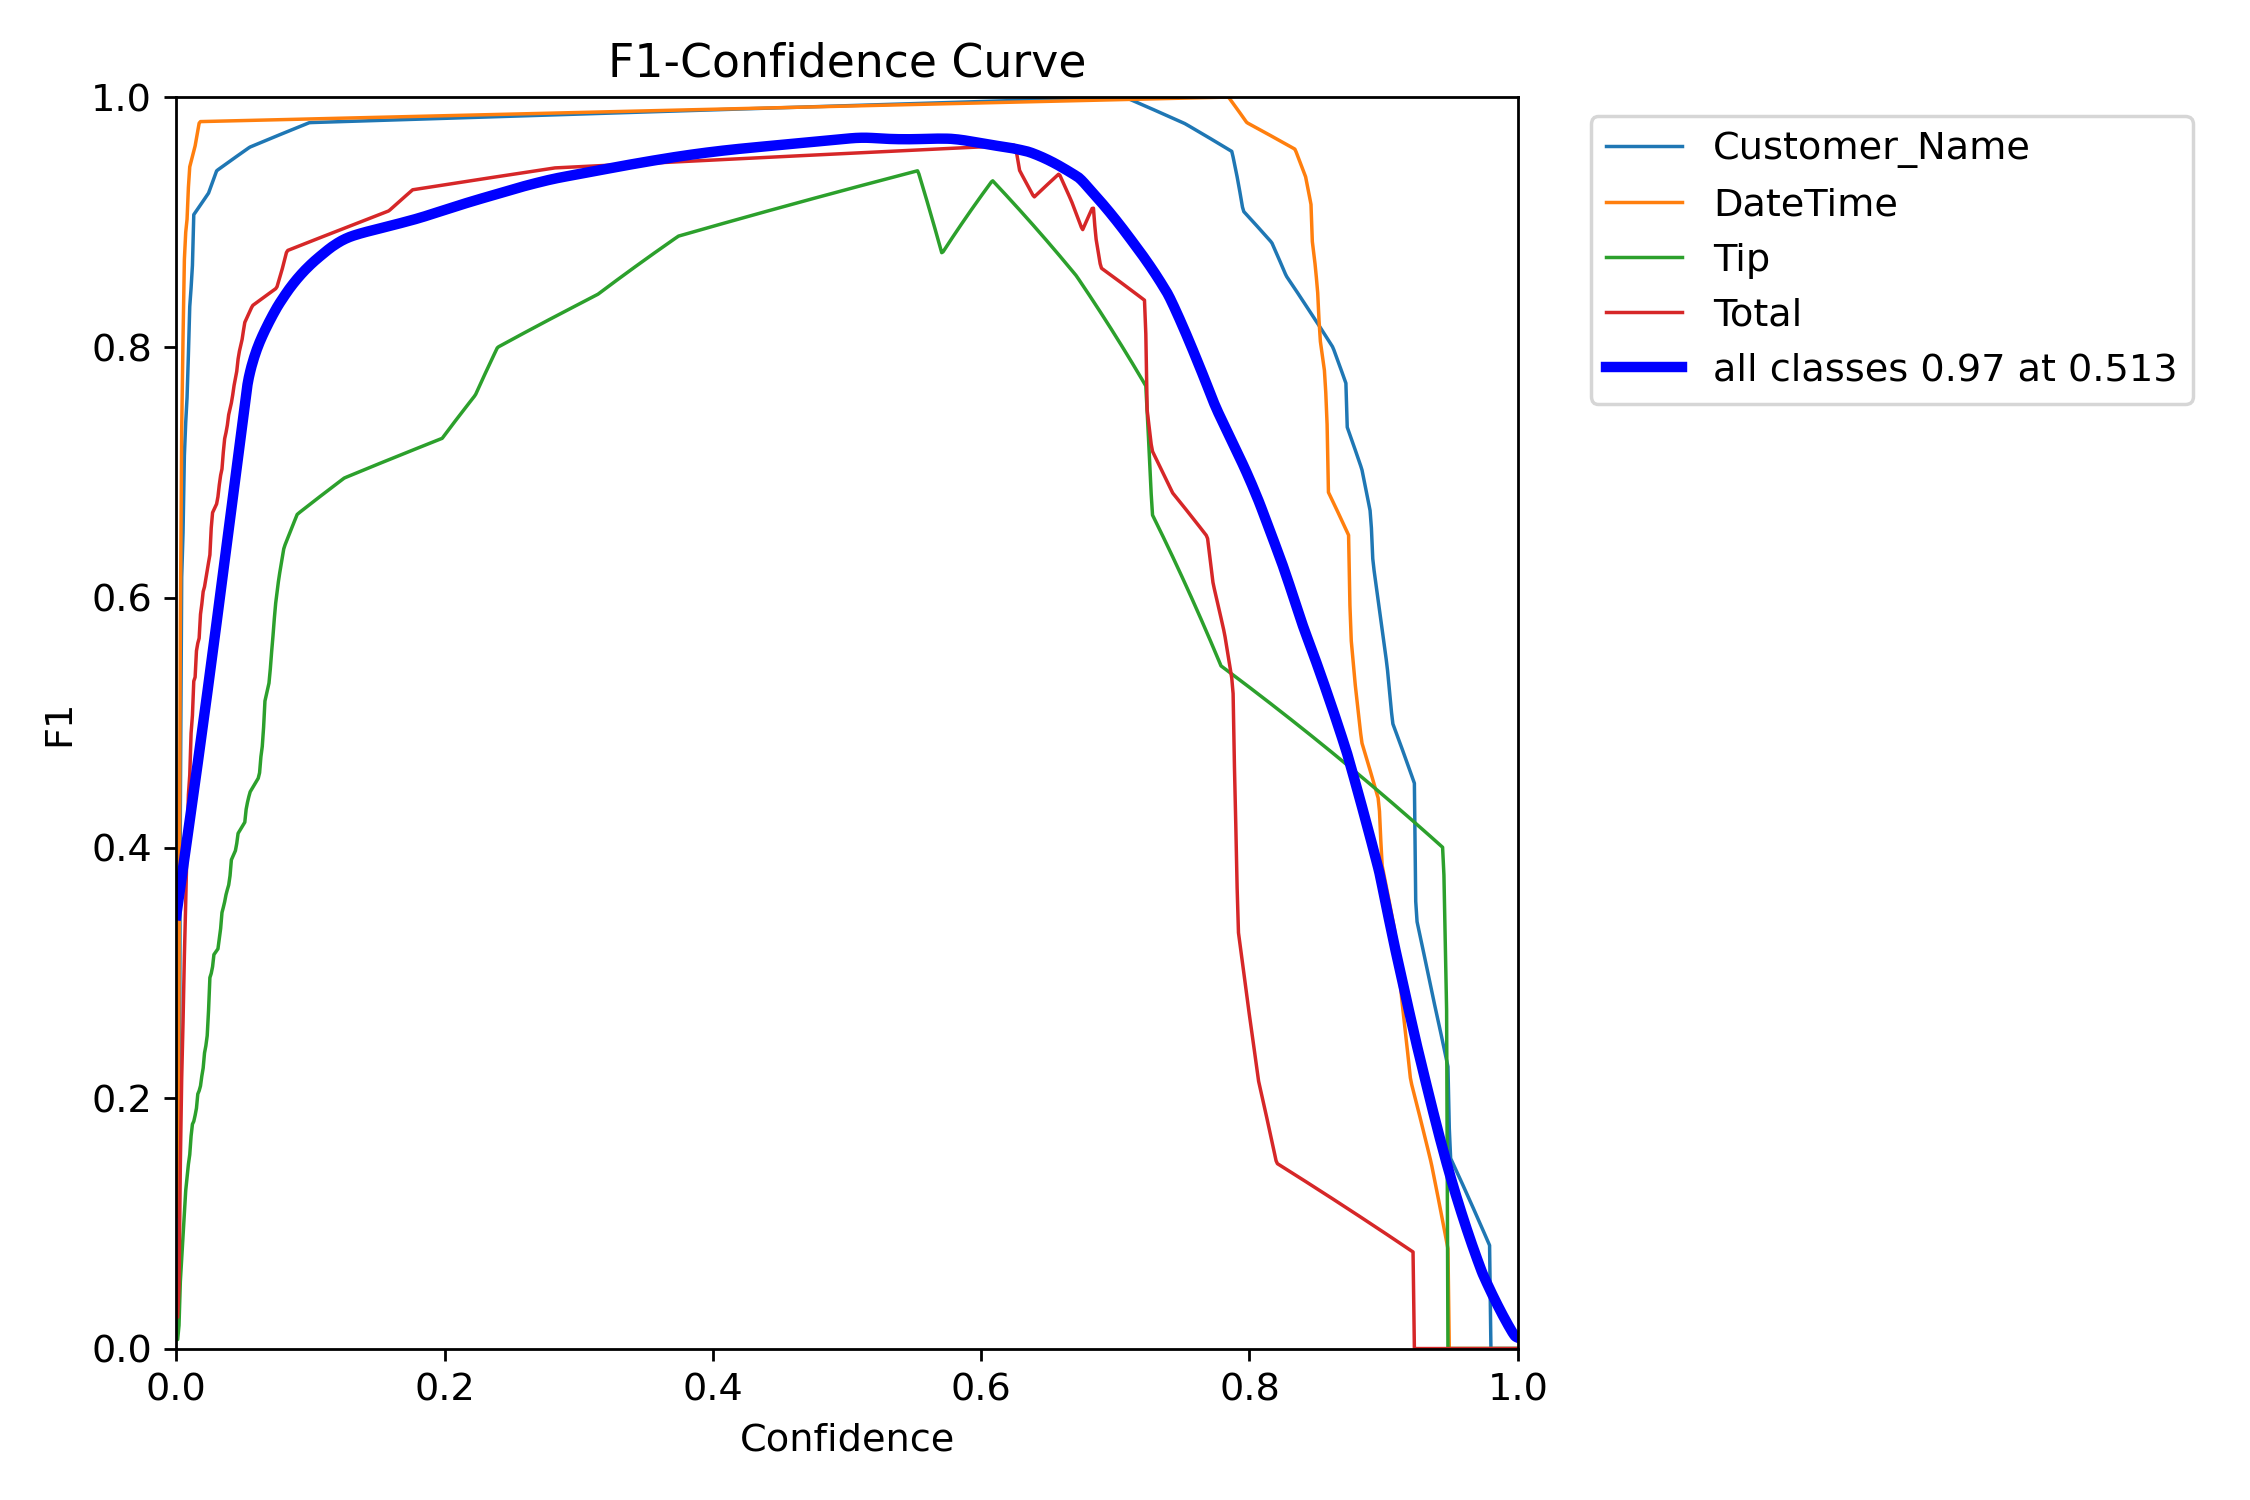 F1-Confidence Curve
1.0
0.8
0.6
0.4
0.2
0.0
F1
0.0 0.2 0.4 0.6 0.8 1.0
Confidence
Customer_Name
DateTime
Tip
Total
all classes 0.97 at 0.513